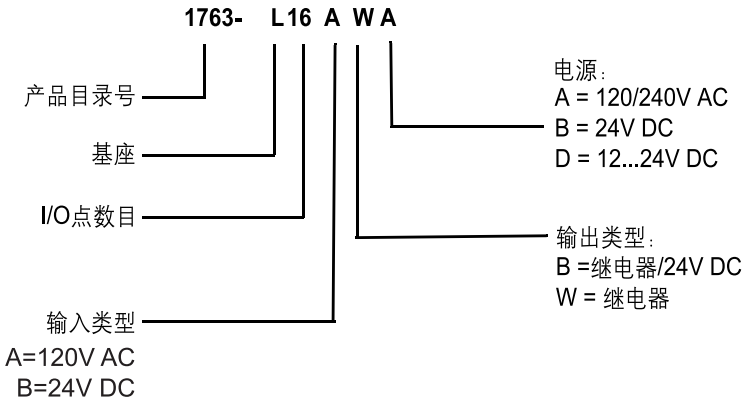 1763- L16 A W A
产品目录号
基座
I/O点数目
输入类型
A=120V AC
B=24V DC
电源:
A = 120/240V AC
B = 24V DC
D = 12...24V DC
输出类型:
B =继电器/24V DC
W = 继电器